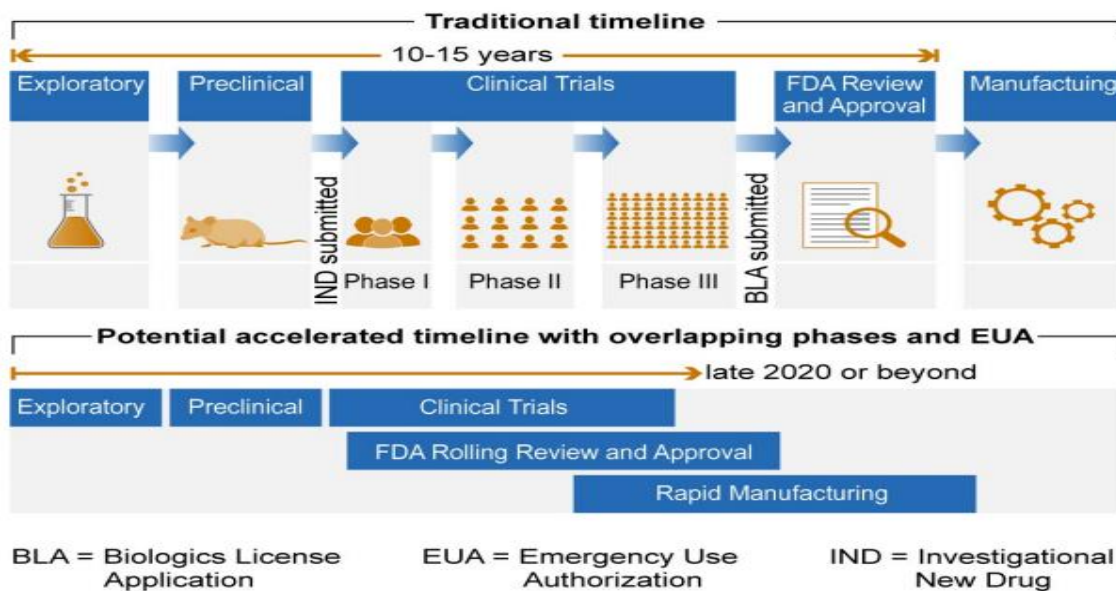 Traditional timeline
10-15 years
Exploratory
Preclinical
Clinical Trials
FDA Review
and Approval
Manufactuing
IND submitted
BLA submitted
Phase I
Phase II
Phase III
Potential accelerated timeline with overlapping phases and EUA
late 2020 or beyond
Exploratory
Preclinical
Clinical Trials
FDA Rolling Review and Approval
Rapid Manufacturing
BLA = Biologics License
Application
EUA = Emergency Use
Authorization
IND = Investigational
New Drug